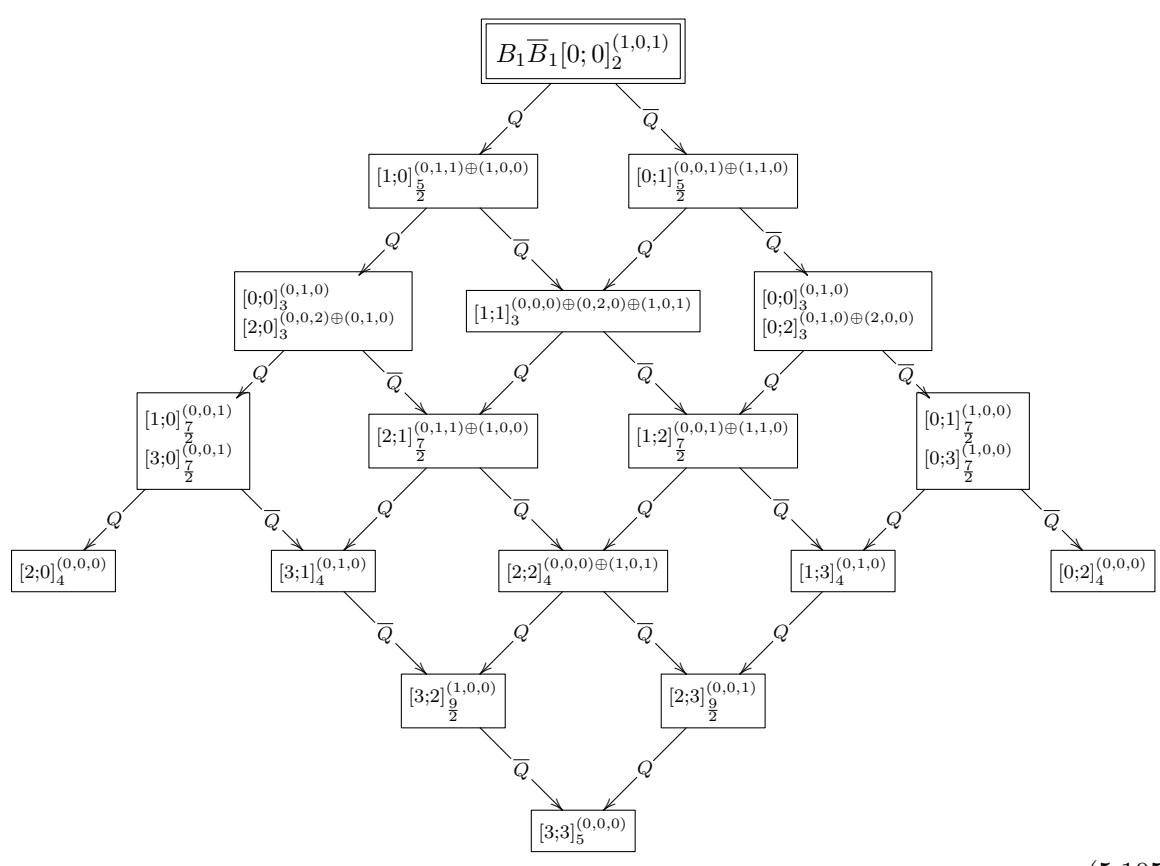 $B_1\overline{B}_1[0;0]_2^{(1,0,1)}$
$Q$ $\overline{Q}$
$[1;0]_{\frac{5}{2}}^{(0,1,1)\oplus(1,0,0)}$ $[0;1]_{\frac{5}{2}}^{(0,0,1)\oplus(1,1,0)}$
$Q$ $\overline{Q}$ $Q$ $\overline{Q}$
$[0;0]_3^{(0,1,0)}$ $[0;0]_3^{(0,1,0)}$
$[2;0]_3^{(0,0,2)\oplus(0,1,0)}$ $[1;1]_3^{(0,0,0)\oplus(0,2,0)\oplus(1,0,1)}$ $[0;2]_3^{(0,1,0)\oplus(2,0,0)}$
$Q$ $\overline{Q}$ $Q$ $\overline{Q}$ $Q$ $\overline{Q}$
$[1;0]_{\frac{7}{2}}^{(0,0,1)}$ $[0;1]_{\frac{7}{2}}^{(1,0,0)}$
$[3;0]_{\frac{7}{2}}^{(0,0,1)}$ $[2;1]_{\frac{7}{2}}^{(0,1,1)\oplus(1,0,0)}$ $[1;2]_{\frac{7}{2}}^{(0,0,1)\oplus(1,1,0)}$ $[0;3]_{\frac{7}{2}}^{(1,0,0)}$
$Q$ $\overline{Q}$ $Q$ $\overline{Q}$ $Q$ $\overline{Q}$ $Q$ $\overline{Q}$
$[2;0]_4^{(0,0,0)}$ $[3;1]_4^{(0,1,0)}$ $[2;2]_4^{(0,0,0)\oplus(1,0,1)}$ $[1;3]_4^{(0,1,0)}$ $[0;2]_4^{(0,0,0)}$
$\overline{Q}$ $Q$ $\overline{Q}$ $Q$
$[3;2]_{\frac{9}{2}}^{(1,0,0)}$ $[2;3]_{\frac{9}{2}}^{(0,0,1)}$
$\overline{Q}$ $Q$
$[3;3]_5^{(0,0,0)}$